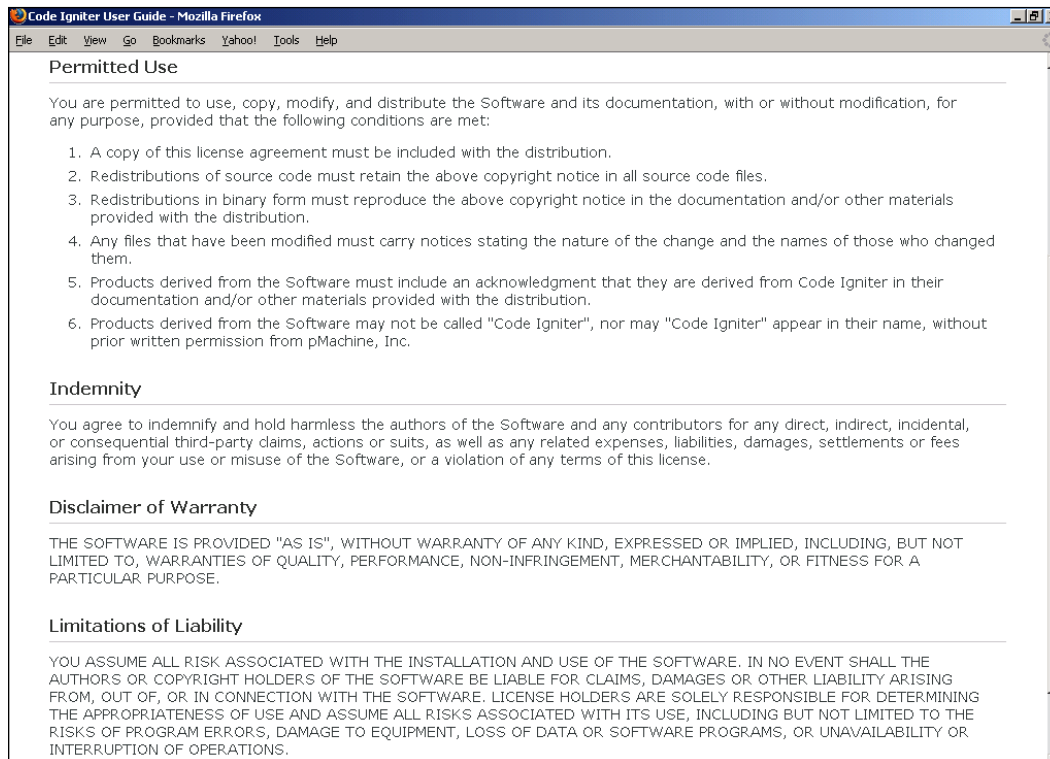 Code Igniter User Guide - Mozilla Firefox
File Edit View Go Bookmarks Yahoo! Tools Help
Permitted Use
You are permitted to use, copy, modify, and distribute the Software and its documentation, with or without modification, for
any purpose, provided that the following conditions are met:
1. A copy of this license agreement must be included with the distribution.
2. Redistributions of source code must retain the above copyright notice in all source code files.
3. Redistributions in binary form must reproduce the above copyright notice in the documentation and/or other materials
provided with the distribution.
4. Any files that have been modified must carry notices stating the nature of the change and the names of those who changed
them.
5. Products derived from the Software must include an acknowledgment that they are derived from Code Igniter in their
documentation and/or other materials provided with the distribution.
6. Products derived from the Software may not be called "Code Igniter", nor may "Code Igniter" appear in their name, without
prior written permission from pMachine, Inc.
Indemnity
You agree to indemnify and hold harmless the authors of the Software and any contributors for any direct, indirect, incidental,
or consequential third-party claims, actions or suits, as well as any related expenses, liabilities, damages, settlements or fees
arising from your use or misuse of the Software, or a violation of any terms of this license.
Disclaimer of Warranty
THE SOFTWARE IS PROVIDED "AS IS", WITHOUT WARRANTY OF ANY KIND, EXPRESSED OR IMPLIED, INCLUDING, BUT NOT
LIMITED TO, WARRANTIES OF QUALITY, PERFORMANCE, NON-INFRINGEMENT, MERCHANTABILITY, OR FITNESS FOR A
PARTICULAR PURPOSE.
Limitations of Liability
YOU ASSUME ALL RISK ASSOCIATED WITH THE INSTALLATION AND USE OF THE SOFTWARE. IN NO EVENT SHALL THE
AUTHORS OR COPYRIGHT HOLDERS OF THE SOFTWARE BE LIABLE FOR CLAIMS, DAMAGES OR OTHER LIABILITY ARISING
FROM, OUT OF, OR IN CONNECTION WITH THE SOFTWARE. LICENSE HOLDERS ARE SOLELY RESPONSIBLE FOR DETERMINING
THE APPROPRIATENESS OF USE AND ASSUME ALL RISKS ASSOCIATED WITH ITS USE, INCLUDING BUT NOT LIMITED TO THE
RISKS OF PROGRAM ERRORS, DAMAGE TO EQUIPMENT, LOSS OF DATA OR SOFTWARE PROGRAMS, OR UNAVAILABILITY OR
INTERRUPTION OF OPERATIONS.